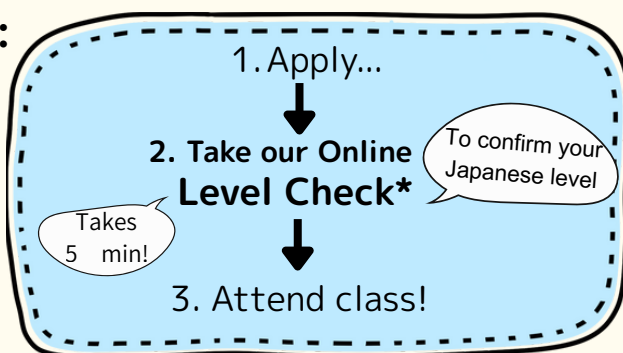 :
1. Apply...
2. Take our Online
Level Check*
To confirm your
Japanese level
Takes
5 min!
3. Attend class!